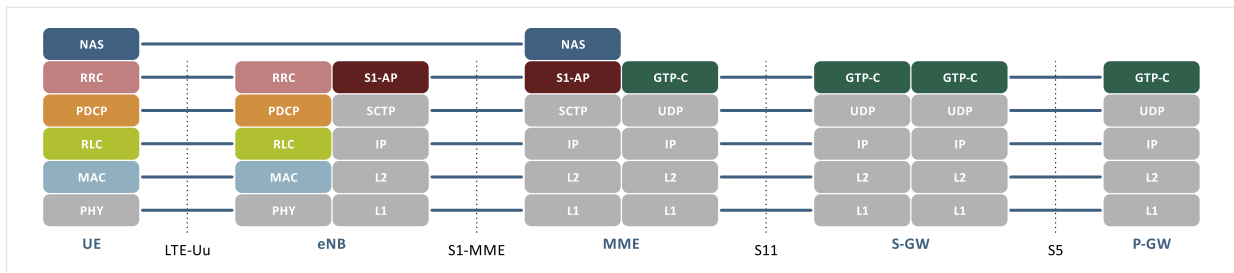 NAS NAS
RRC RRC S1-AP S1-AP GTP-C GTP-C GTP-C GTP-C
PDCP PDCP SCTP SCTP UDP UDP UDP UDP
RLC RLC IP IP IP IP IP IP
MAC MAC L2 L2 L2 L2 L2 L2
PHY PHY L1 L1 L1 L1 L1 L1
UE LTE-Uu eNB S1-MME MME S11 S-GW S5 P-GW